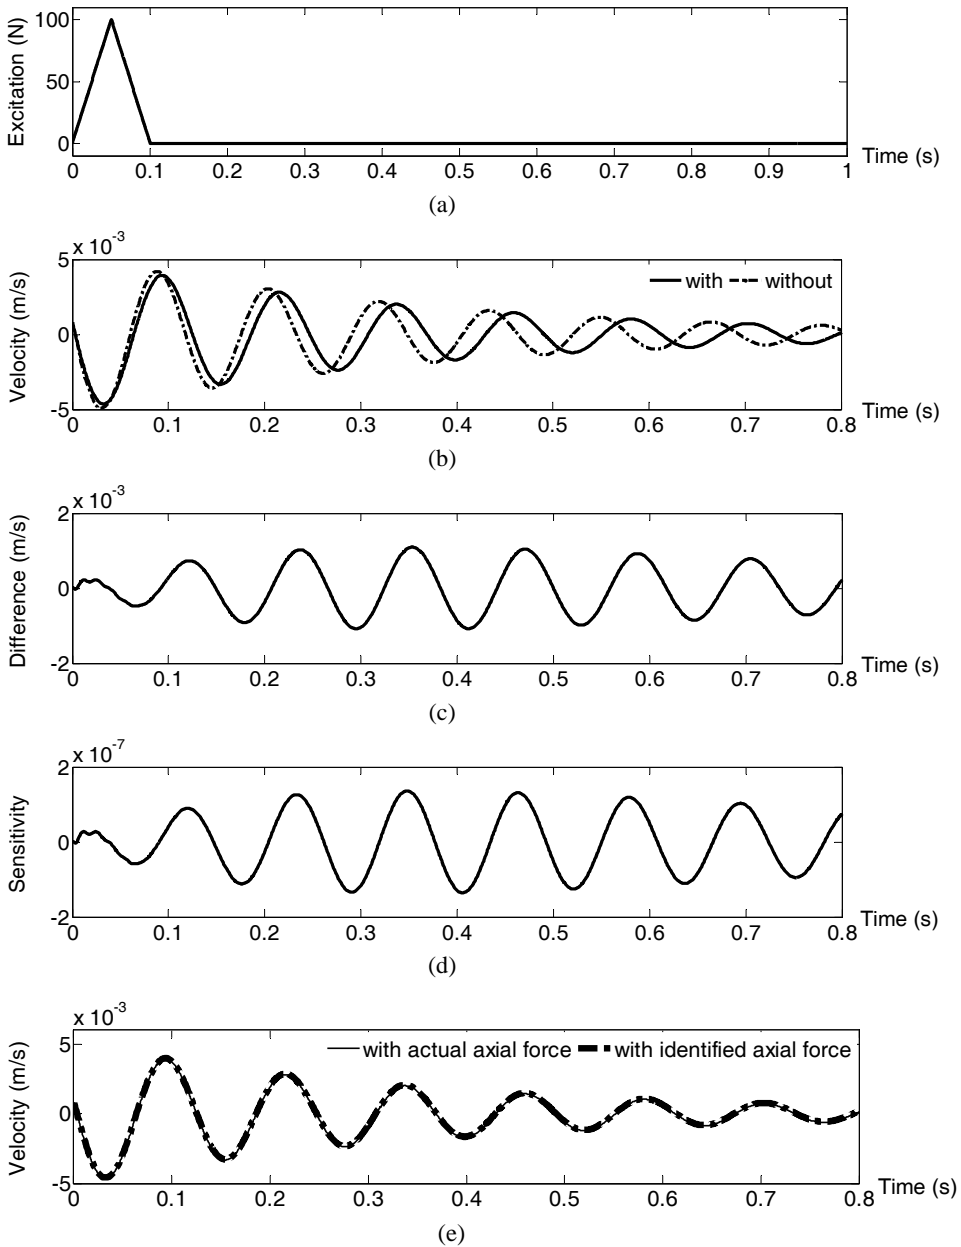 Excitation (N)
100
50
0
0 0.1 0.2 0.3 0.4 0.5 0.6 0.7 0.8 0.9 1
Time (s)
(a)
x 10-3
Velocity (m/s)
5
0
-5
with without
0 0.1 0.2 0.3 0.4 0.5 0.6 0.7 0.8
Time (s)
(b)
x 10-3
Difference (m/s)
2
0
-2
0 0.1 0.2 0.3 0.4 0.5 0.6 0.7 0.8
Time (s)
(c)
x 10-7
Sensitivity
2
0
-2
0 0.1 0.2 0.3 0.4 0.5 0.6 0.7 0.8
Time (s)
(d)
x 10-3
Velocity (m/s)
5
0
-5
with actual axial force with identified axial force
0 0.1 0.2 0.3 0.4 0.5 0.6 0.7 0.8
Time (s)
(e)